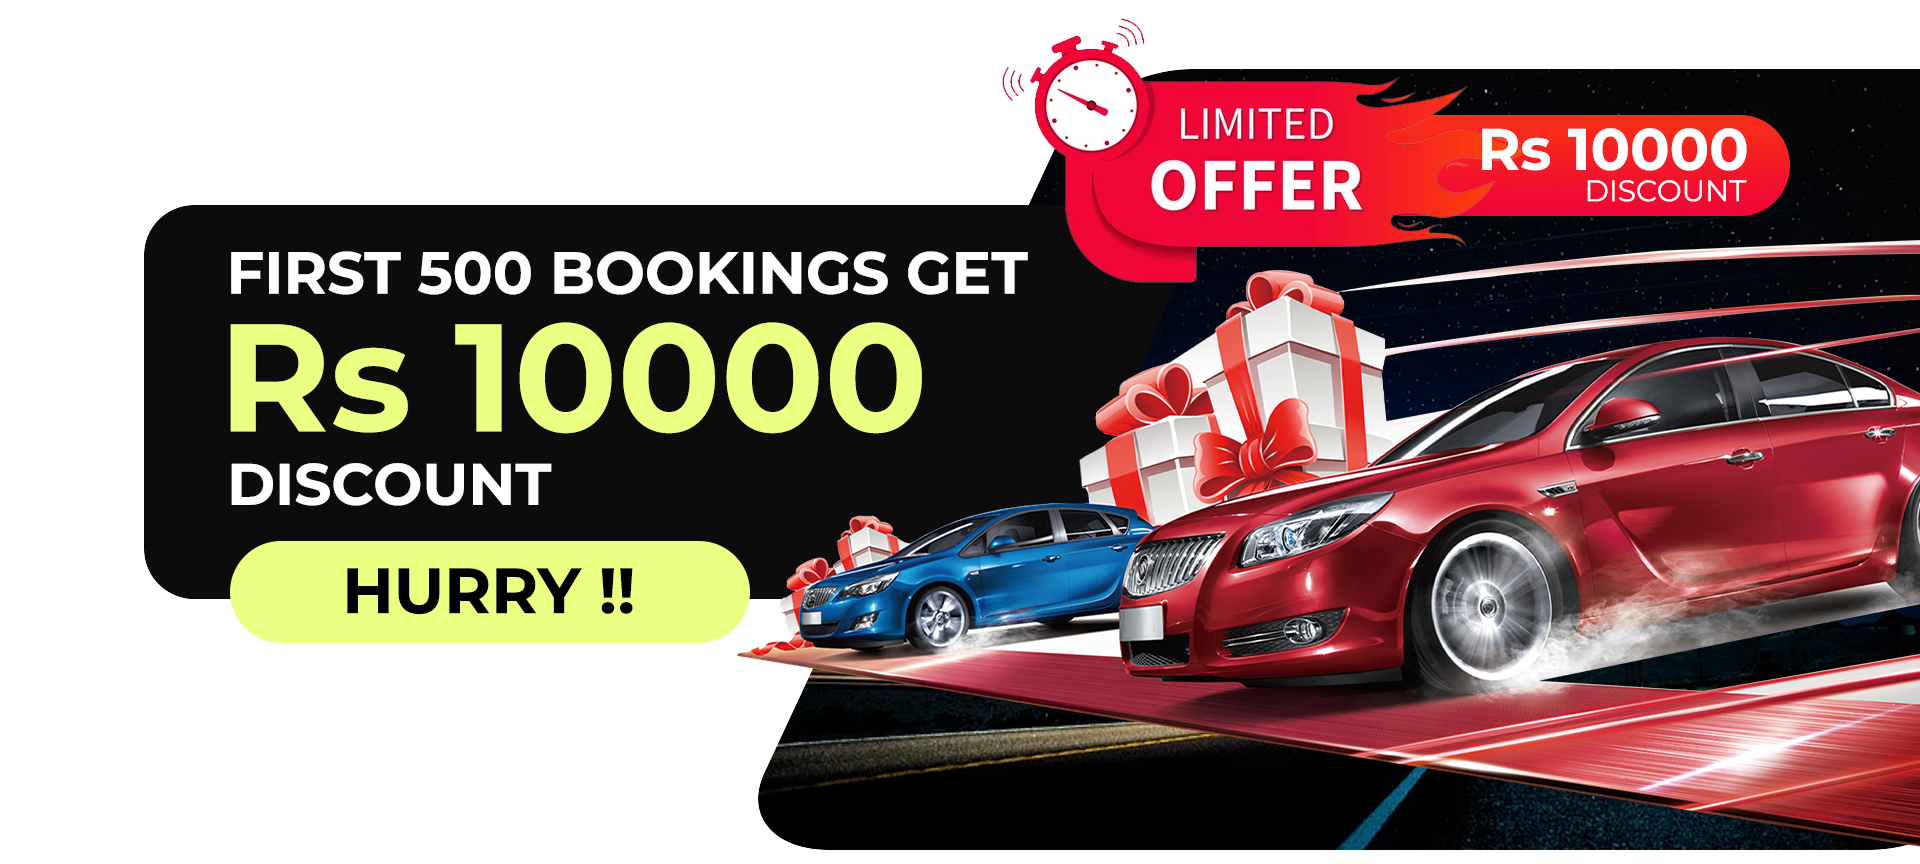 LIMITED
OFFER
Rs 10000
DISCOUNT
FIRST 500 BOOKINGS GET
Rs 10000
DISCOUNT
HURRY !!